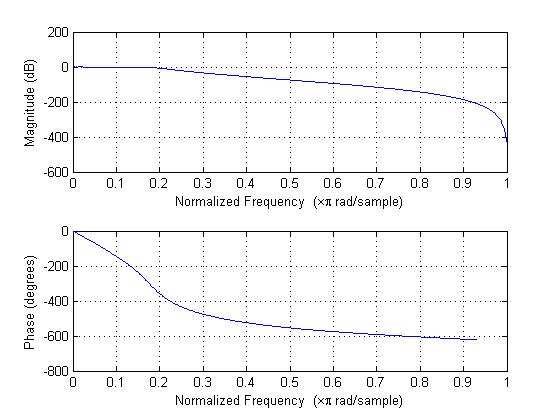 200
0
-200
-400
-600
Magnitude (dB)
0 0.1 0.2 0.3 0.4 0.5 0.6 0.7 0.8 0.9 1
Normalized Frequency (×π rad/sample)
0
-200
-400
-600
-800
Phase (degrees)
0 0.1 0.2 0.3 0.4 0.5 0.6 0.7 0.8 0.9 1
Normalized Frequency (×π rad/sample)